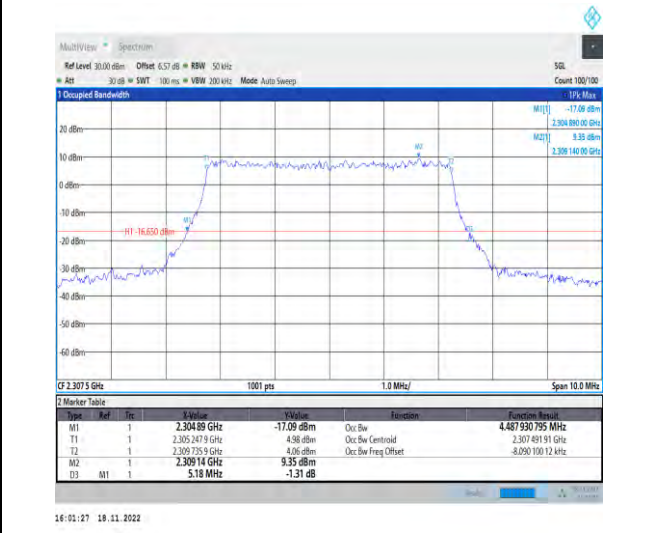 MultiView Spectrum
Ref Level 30.00 dBm Offset 6.57 dB RBW 50 kHz SGL
Att 30 dB SWT 100 ms VBW 200 kHz Mode Auto Sweep Count 100/100
1 Occupied Bandwidth 1Pk Max
M1[1] -17.09 dBm
2.304 890 00 GHz
M2[1] 9.35 dBm
2.309 140 00 GHz
20 dBm
M2
10 dBm
T1 T2
0 dBm
-10 dBm
M1
H1 -16.650 dBm
D3
-20 dBm
-30 dBm
-40 dBm
-50 dBm
-60 dBm
CF 2.307 5 GHz 1001 pts 1.0 MHz/ Span 10.0 MHz
2 Marker Table
Type Ref Trc X-Value Y-Value Function Function Result
M1 1 2.304 89 GHz -17.09 dBm Occ Bw 4.487 930 795 MHz
T1 1 2.305 247 9 GHz 4.98 dBm Occ Bw Centroid 2.307 491 91 GHz
T2 1 2.309 735 9 GHz 4.06 dBm Occ Bw Freq Offset -8.090 100 12 kHz
M2 1 2.309 14 GHz 9.35 dBm
D3 M1 1 5.18 MHz -1.31 dB
16:01:27 18.11.2022